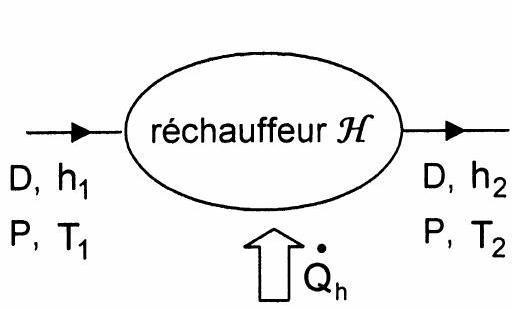 réchauffeur ℋ
D, h₁
P, T₁
D, h₂
P, T₂
Q̇ₕ